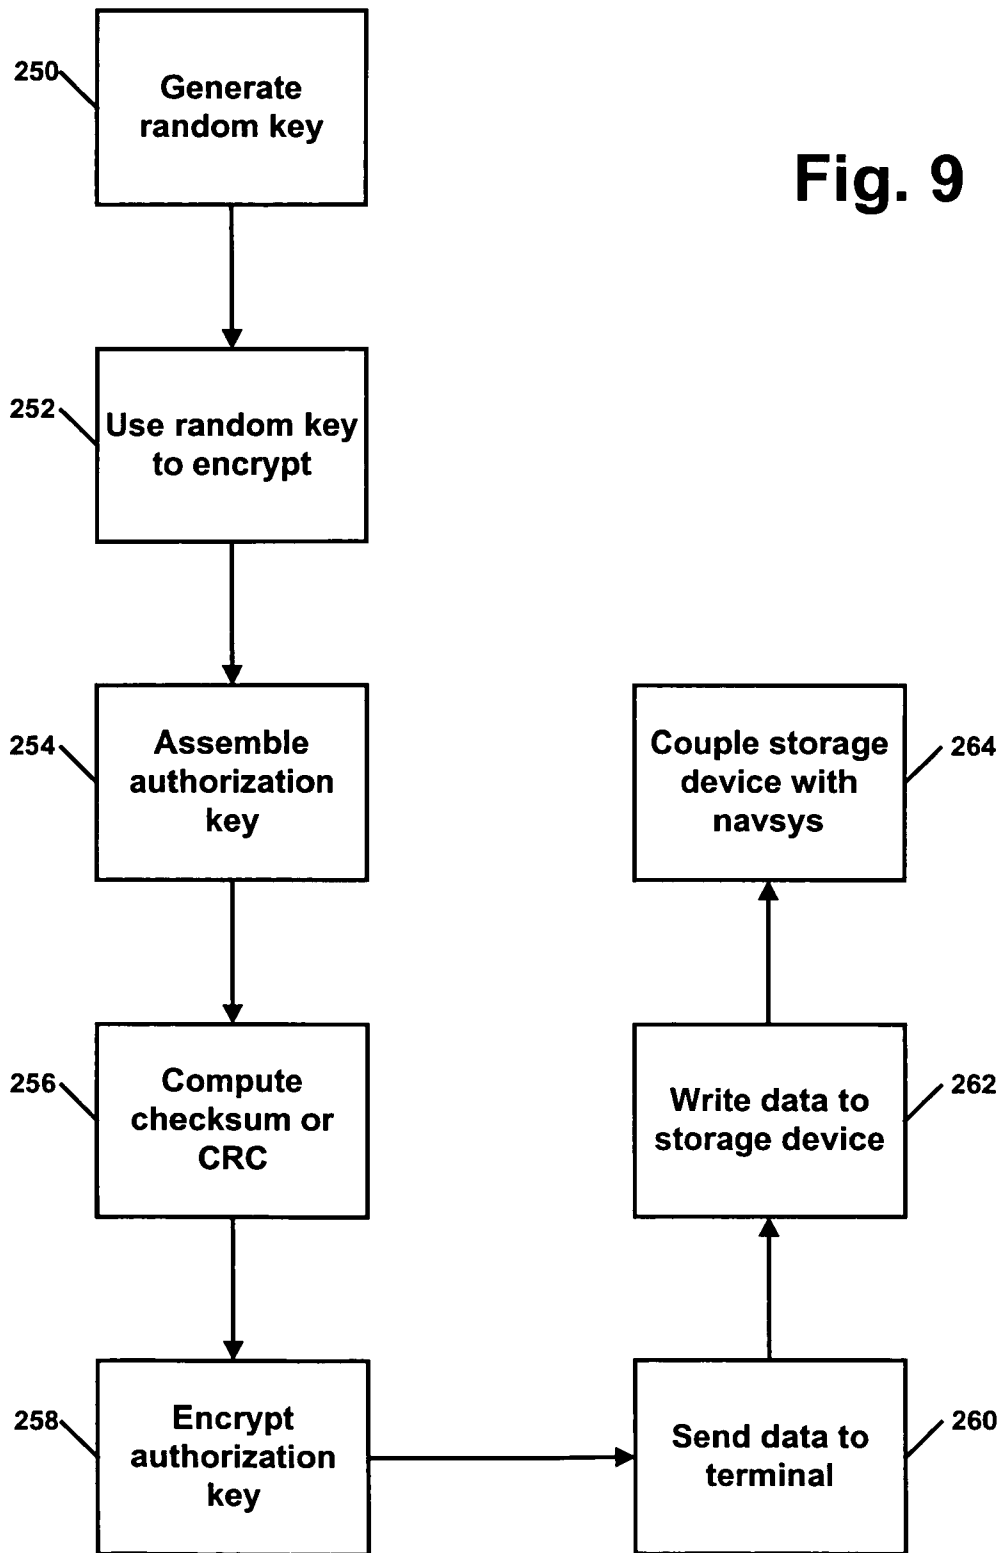 250
Generate
random key
Fig. 9
252
Use random key
to encrypt
254
Assemble
authorization
key
256
Compute
checksum or
CRC
258
Encrypt
authorization
key
260
Send data to
terminal
262
Write data to
storage device
264
Couple storage
device with
navsys